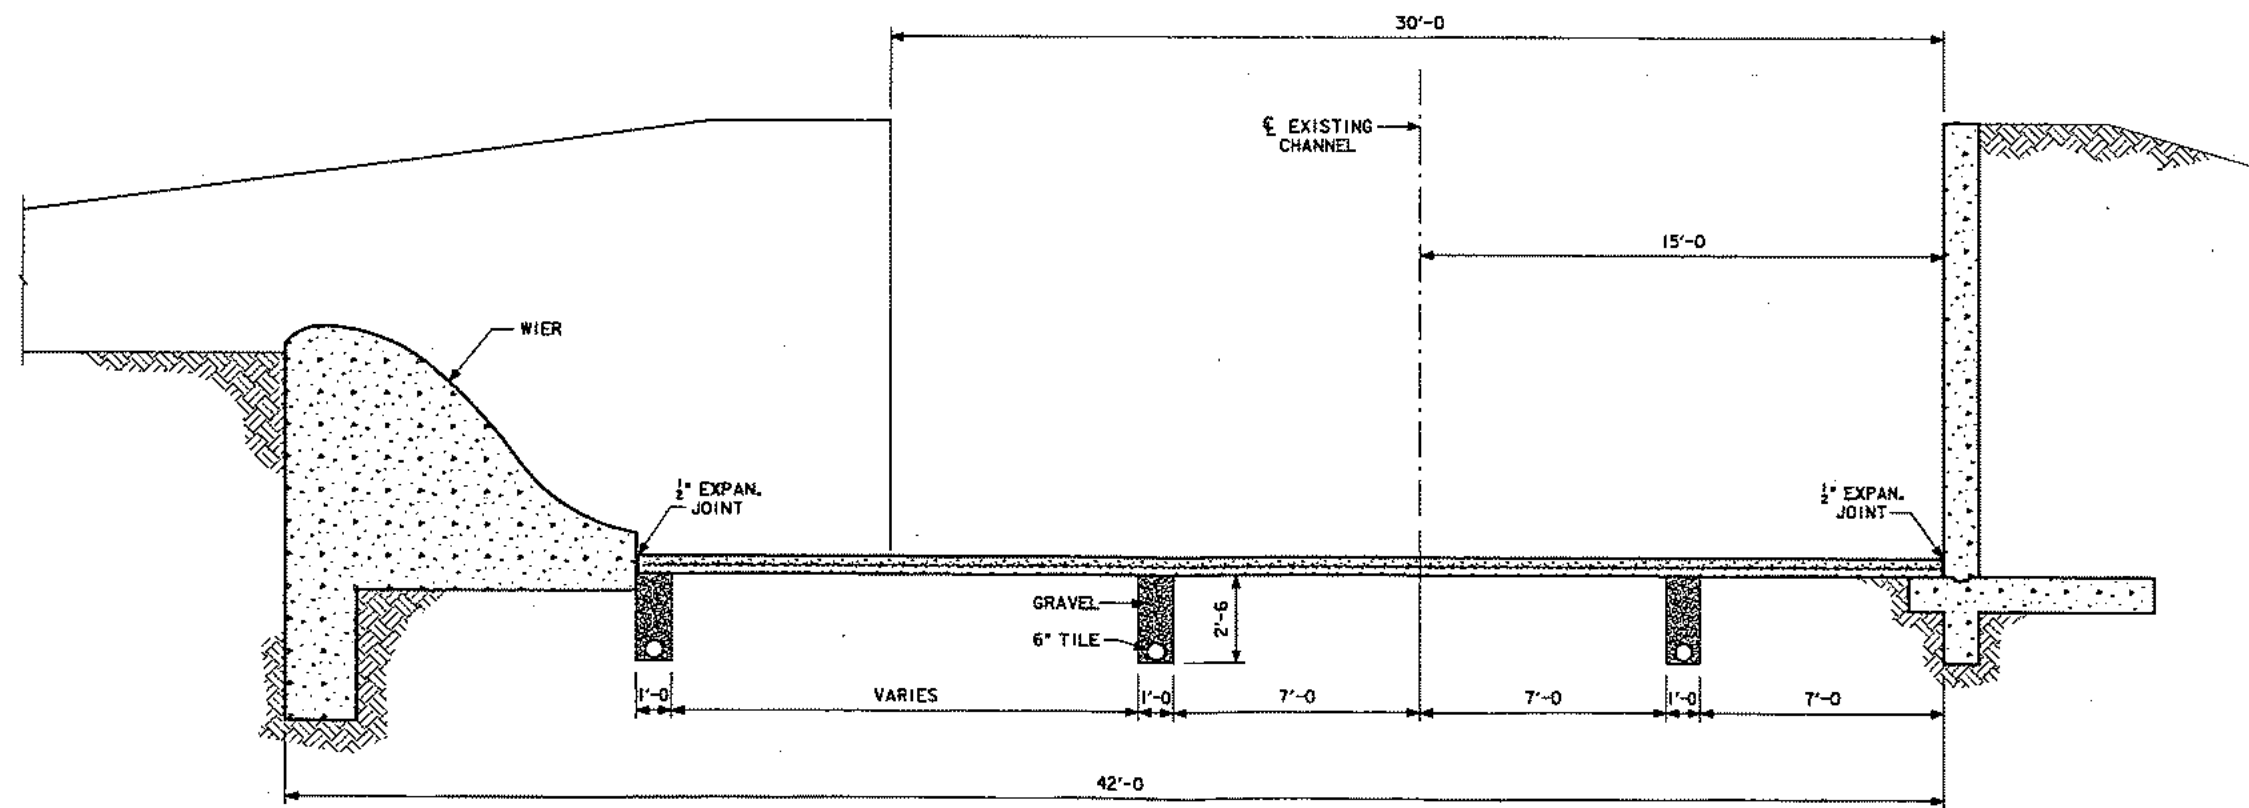 30'-0
℄ EXISTING
CHANNEL
15'-0
WIER
½" EXPAN.
JOINT
½" EXPAN.
JOINT
GRAVEL
6" TILE
2'-6
1'-0
VARIES
1'-0
7'-0
7'-0
1'-0
7'-0
42'-0